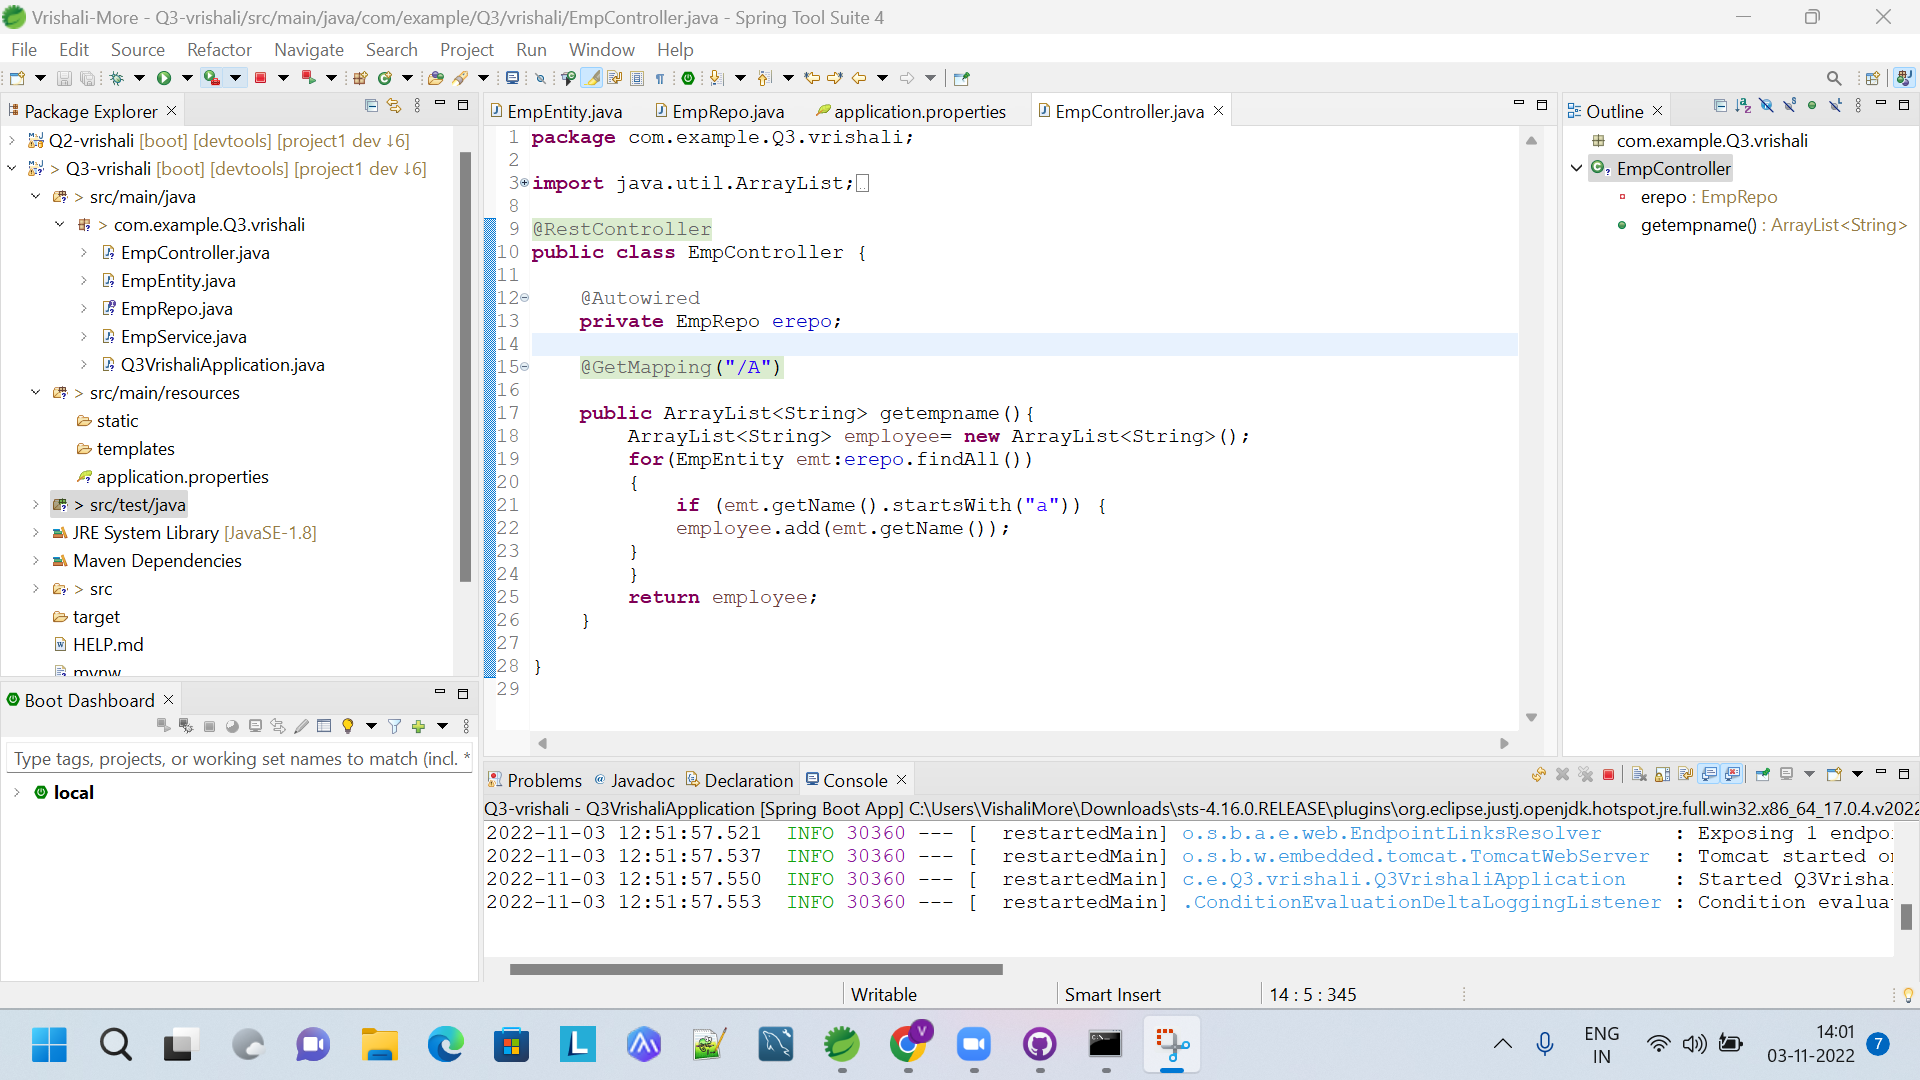 Vrishali-More - Q3-vrishali/src/main/java/com/example/Q3/vrishali/EmpController.java - Spring Tool Suite 4
File Edit Source Refactor Navigate Search Project Run Window Help
Package Explorer
Q2-vrishali [boot] [devtools] [project1 dev ↓6]
> Q3-vrishali [boot] [devtools] [project1 dev ↓6]
> src/main/java
> com.example.Q3.vrishali
EmpController.java
EmpEntity.java
EmpRepo.java
EmpService.java
Q3VrishaliApplication.java
> src/main/resources
static
templates
application.properties
> src/test/java
JRE System Library [JavaSE-1.8]
Maven Dependencies
> src
target
HELP.md
mvnw
Boot Dashboard
Type tags, projects, or working set names to match (incl. *
local
EmpEntity.java EmpRepo.java application.properties EmpController.java
1 package com.example.Q3.vrishali;
2
3 import java.util.ArrayList;
8
9 @RestController
10 public class EmpController {
11
12 @Autowired
13 private EmpRepo erepo;
14
15 @GetMapping("/A")
16
17 public ArrayList<String> getempname(){
18 ArrayList<String> employee= new ArrayList<String>();
19 for(EmpEntity emt:erepo.findAll())
20 {
21 if (emt.getName().startsWith("a")) {
22 employee.add(emt.getName());
23 }
24 }
25 return employee;
26 }
27
28 }
29
Outline
com.example.Q3.vrishali
EmpController
erepo : EmpRepo
getempname() : ArrayList<String>
Problems @ Javadoc Declaration Console
Q3-vrishali - Q3VrishaliApplication [Spring Boot App] C:\Users\VishaliMore\Downloads\sts-4.16.0.RELEASE\plugins\org.eclipse.justj.openjdk.hotspot.jre.full.win32.x86_64_17.0.4.v2022
2022-11-03 12:51:57.521 INFO 30360 --- [ restartedMain] o.s.b.a.e.web.EndpointLinksResolver : Exposing 1 endpoi
2022-11-03 12:51:57.537 INFO 30360 --- [ restartedMain] o.s.b.w.embedded.tomcat.TomcatWebServer : Tomcat started on
2022-11-03 12:51:57.550 INFO 30360 --- [ restartedMain] c.e.Q3.vrishali.Q3VrishaliApplication : Started Q3Vrishal
2022-11-03 12:51:57.553 INFO 30360 --- [ restartedMain] .ConditionEvaluationDeltaLoggingListener : Condition evaluat
Writable Smart Insert 14 : 5 : 345
L
V
ENG
IN
14:01
03-11-2022
7